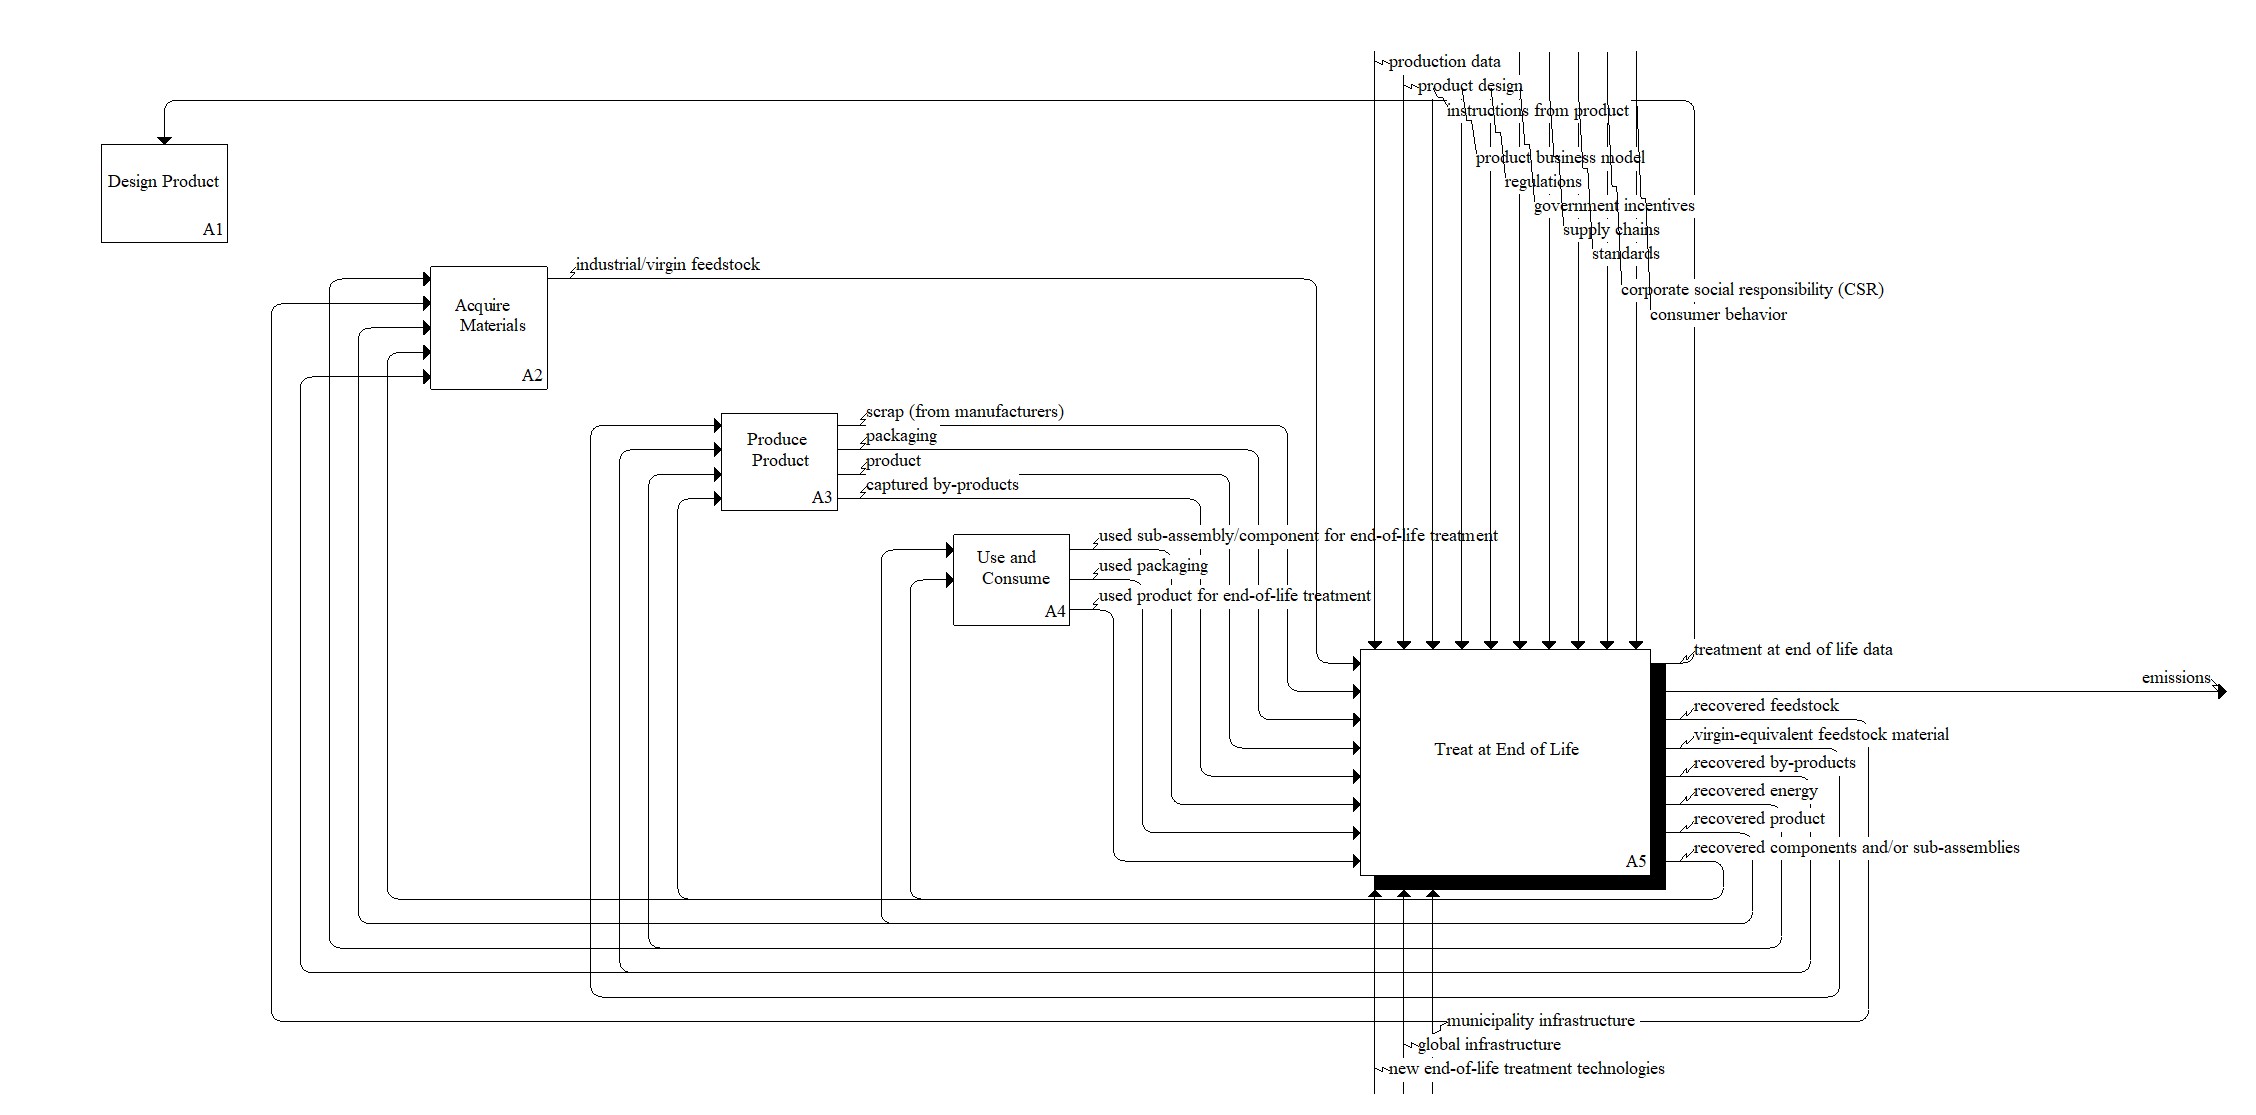 production data
product design
instructions from product
product business model
regulations
government incentives
supply chains
standards
corporate social responsibility (CSR)
consumer behavior
Design Product
A1
industrial/virgin feedstock
Acquire
Materials
A2
scrap (from manufacturers)
packaging
product
captured by-products
Produce
Product
A3
used sub-assembly/component for end-of-life treatment
used packaging
used product for end-of-life treatment
Use and
Consume
A4
Treat at End of Life
A5
treatment at end of life data
emissions
recovered feedstock
virgin-equivalent feedstock material
recovered by-products
recovered energy
recovered product
recovered components and/or sub-assemblies
municipality infrastructure
global infrastructure
new end-of-life treatment technologies